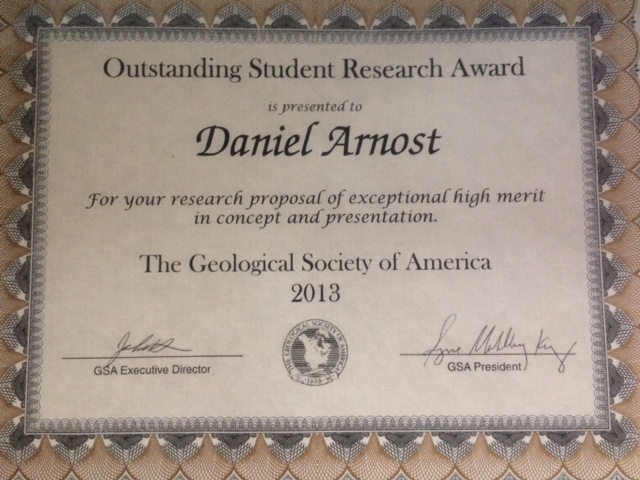 Outstanding Student Research Award
is presented to
Daniel Arnost
For your research proposal of exceptional high merit
in concept and presentation.
The Geological Society of America
2013
THE GEOLOGICAL SOCIETY OF AMERICA
1888
GSA Executive Director
GSA President